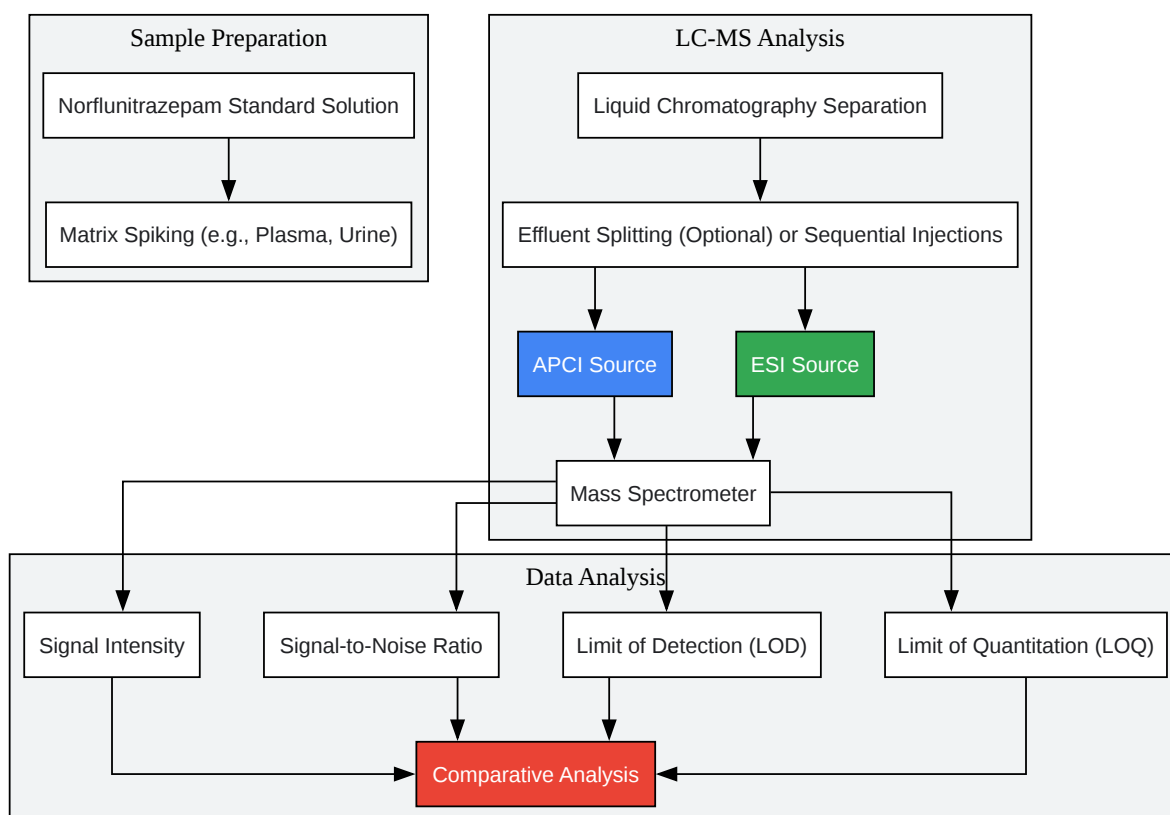 Sample Preparation
Norflunitrazepam Standard Solution
Matrix Spiking (e.g., Plasma, Urine)
LC-MS Analysis
Liquid Chromatography Separation
Effluent Splitting (Optional) or Sequential Injections
APCI Source
ESI Source
Mass Spectrometer
Data Analysis
Signal Intensity
Signal-to-Noise Ratio
Limit of Detection (LOD)
Limit of Quantitation (LOQ)
Comparative Analysis